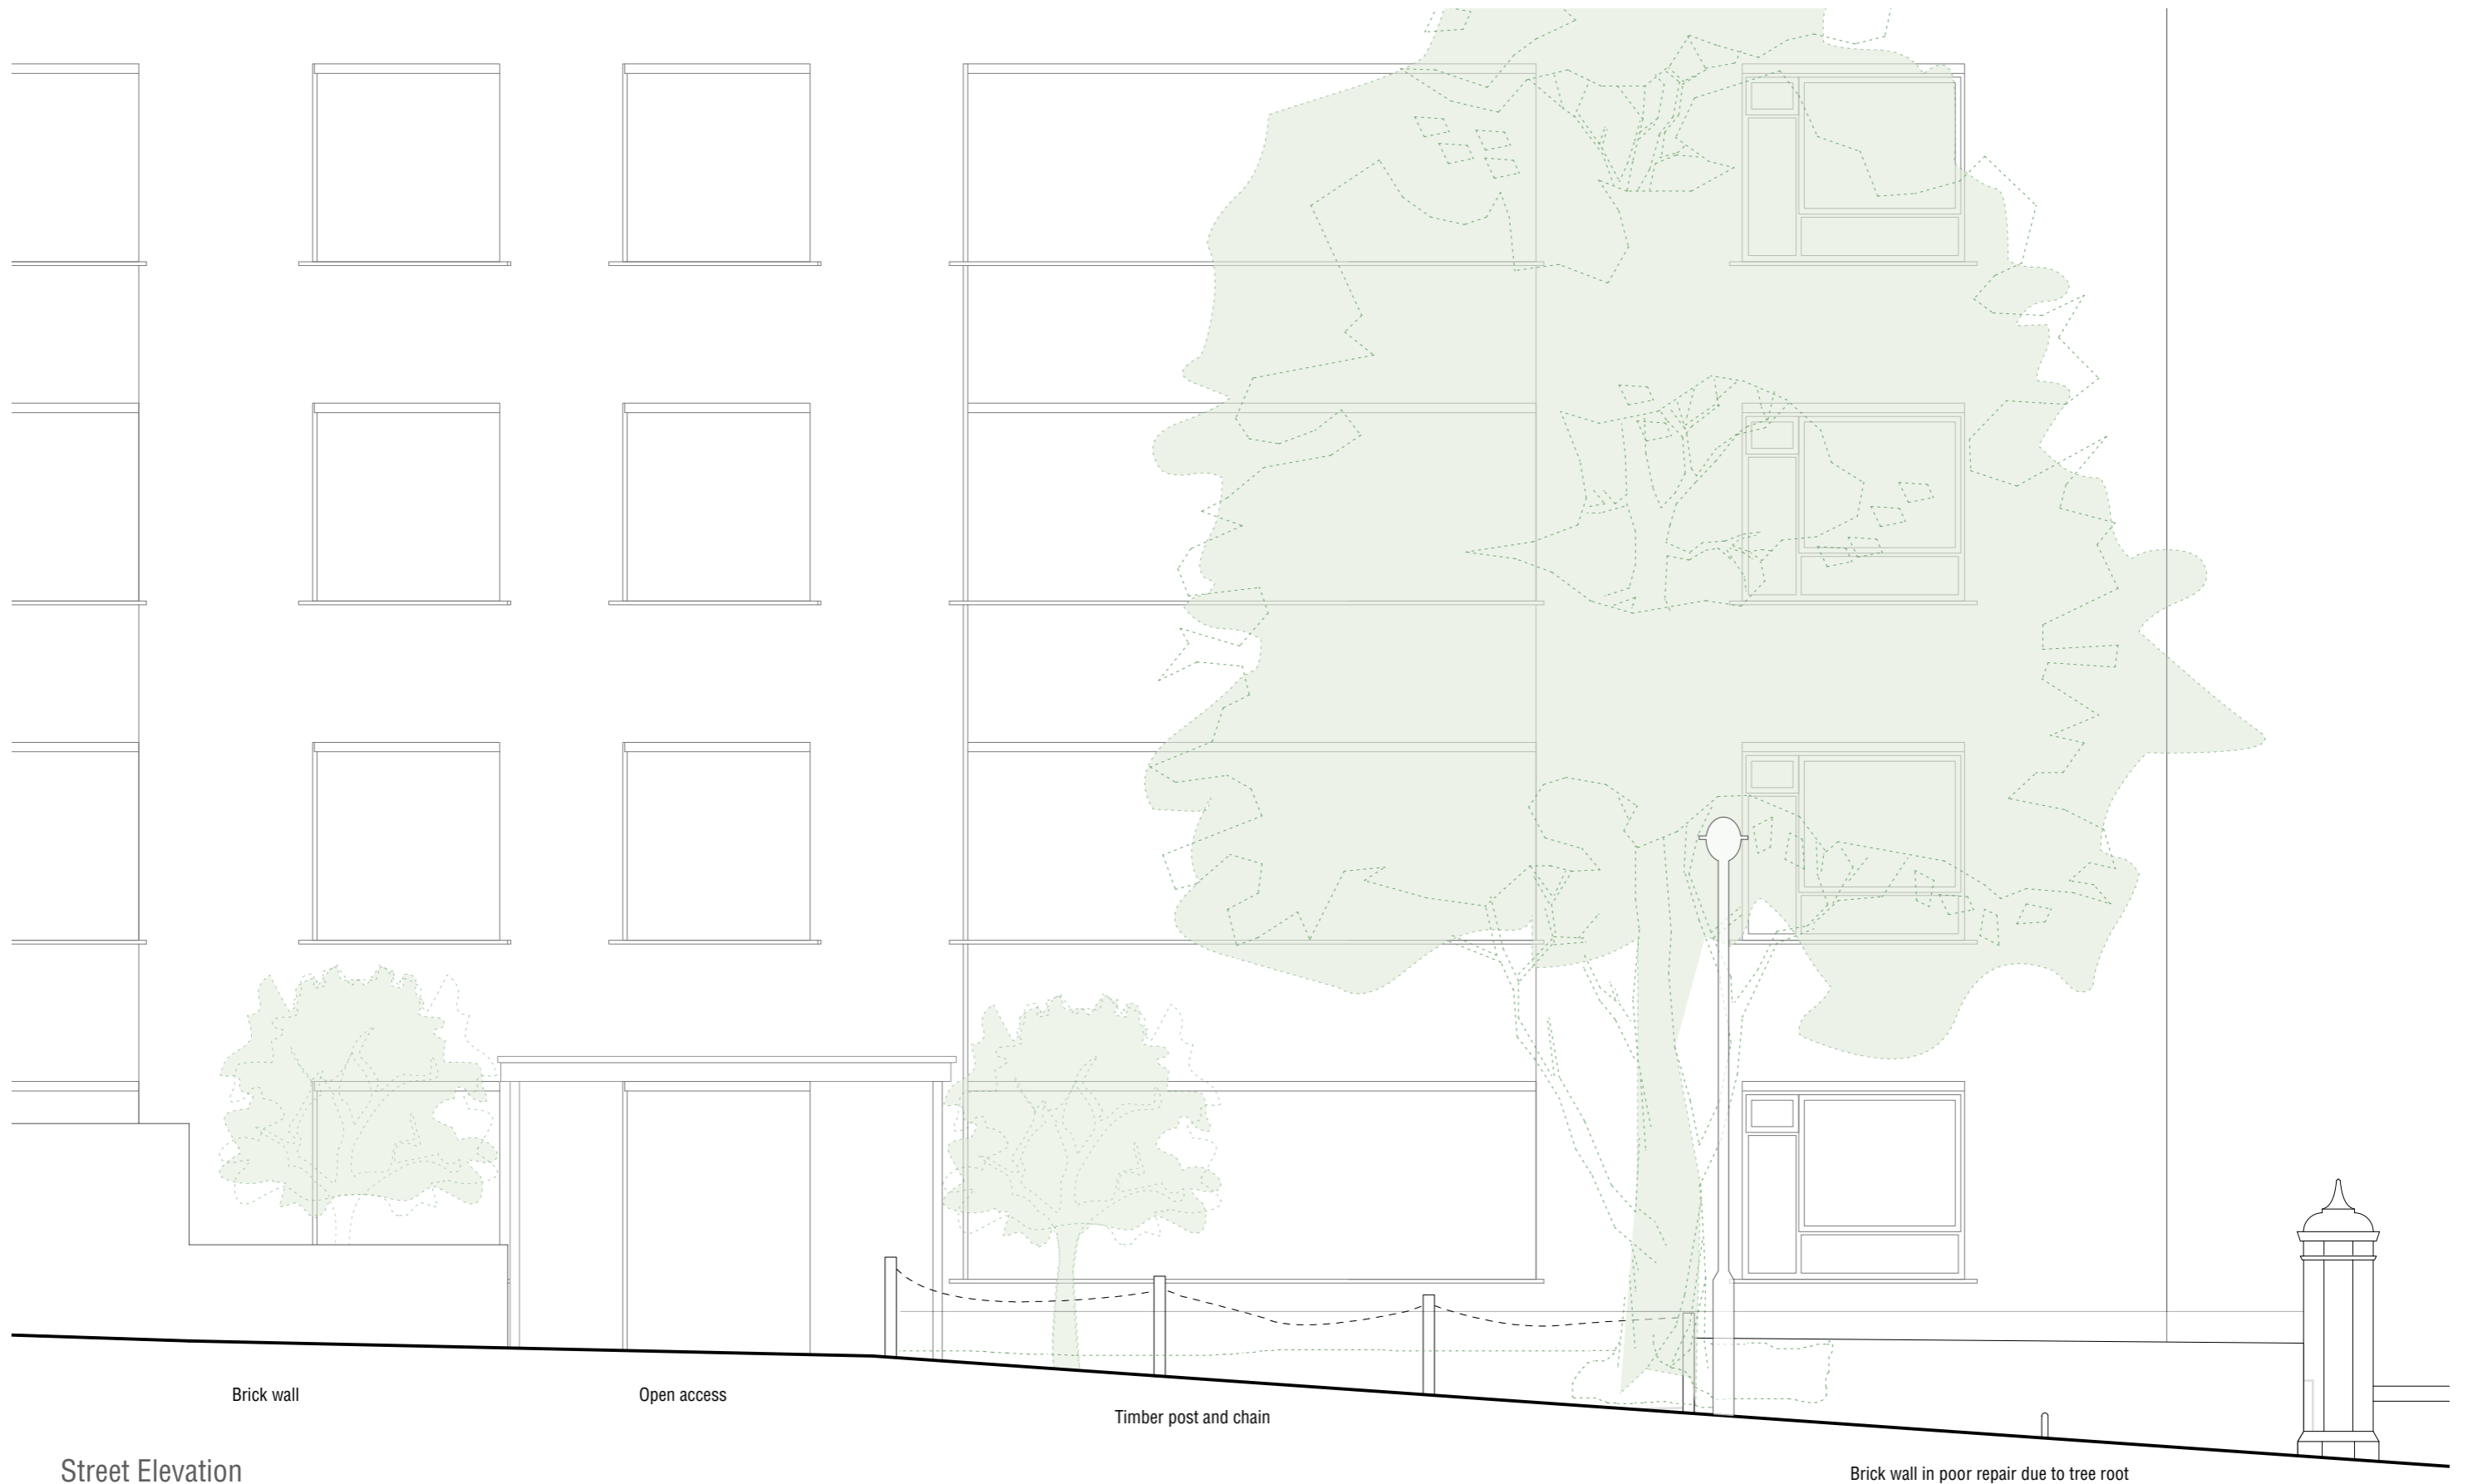 Brick wall
Open access
Timber post and chain
Street Elevation
Brick wall in poor repair due to tree root